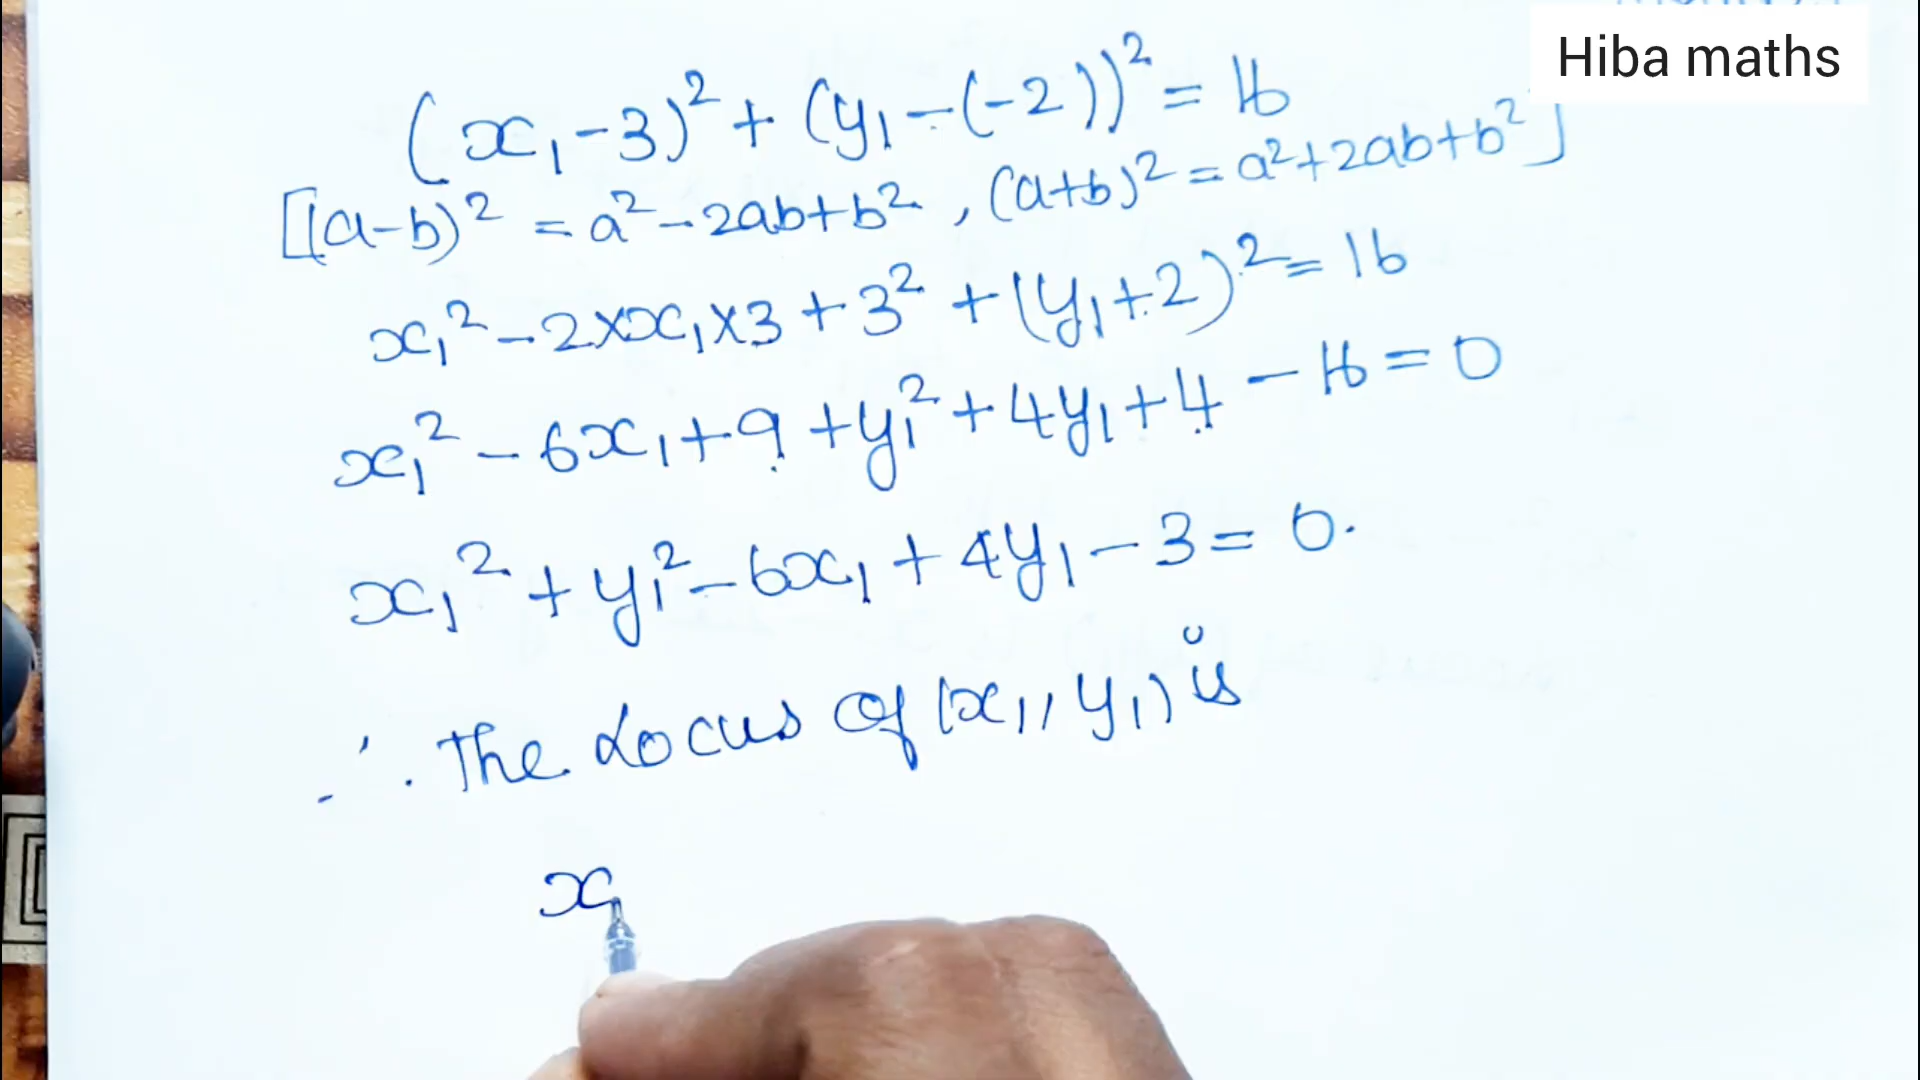 Hiba maths
(x₁-3)² + (y₁-(-2))² = 16
[(a-b)² = a²-2ab+b², (a+b)² = a²+2ab+b²]
x₁²-2×x₁×3+3²+(y₁+2)² = 16
x₁²-6x₁+9+y₁²+4y₁+4-16=0
x₁²+y₁²-6x₁+4y₁-3=0.
∴ The Locus of (x₁, y₁) is
x